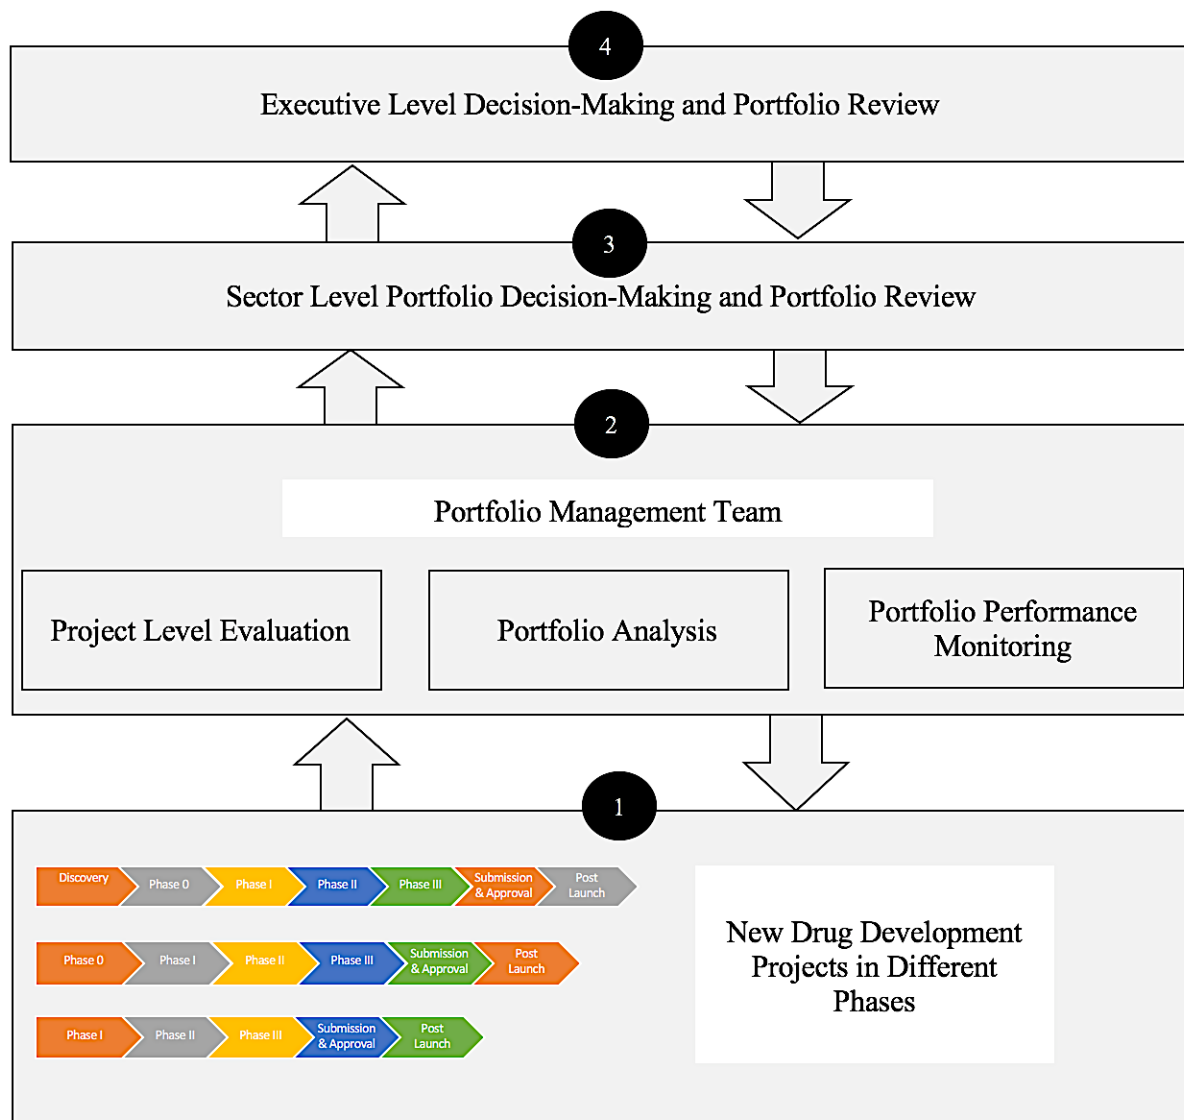 4
Executive Level Decision-Making and Portfolio Review
3
Sector Level Portfolio Decision-Making and Portfolio Review
2
Portfolio Management Team
Project Level Evaluation
Portfolio Analysis
Portfolio Performance
Monitoring
1
Discovery
Phase 0
Phase I
Phase II
Phase III
Submission
& Approval
Post
Launch
Phase 0
Phase I
Phase II
Phase III
Submission
& Approval
Post
Launch
Phase I
Phase II
Phase III
Submission
& Approval
Post
Launch
New Drug Development
Projects in Different
Phases